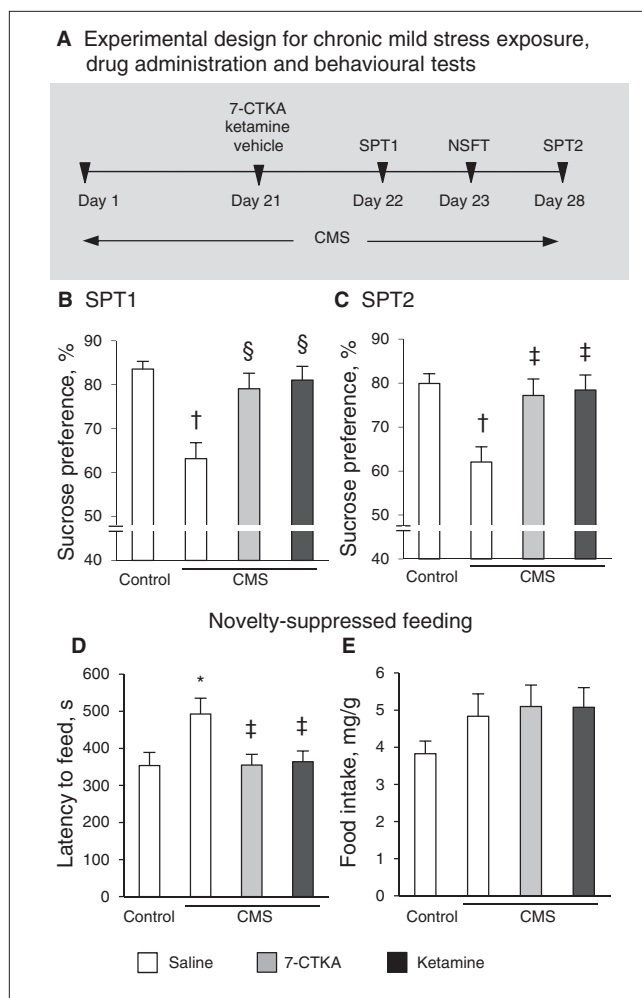 A Experimental design for chronic mild stress exposure,
drug administration and behavioural tests
7-CTKA
ketamine
vehicle
SPT1
NSFT
SPT2
Day 1
Day 21
Day 22
Day 23
Day 28
CMS
B SPT1
Sucrose preference, %
90
80
70
60
50
40
†
§
§
Control
CMS
C SPT2
Sucrose preference, %
90
80
70
60
50
40
†
‡
‡
Control
CMS
Novelty-suppressed feeding
D
Latency to feed, s
600
500
400
300
200
100
0
*
‡
‡
Control
CMS
E
Food intake, mg/g
6
5
4
3
2
1
0
Control
CMS
Saline
7-CTKA
Ketamine